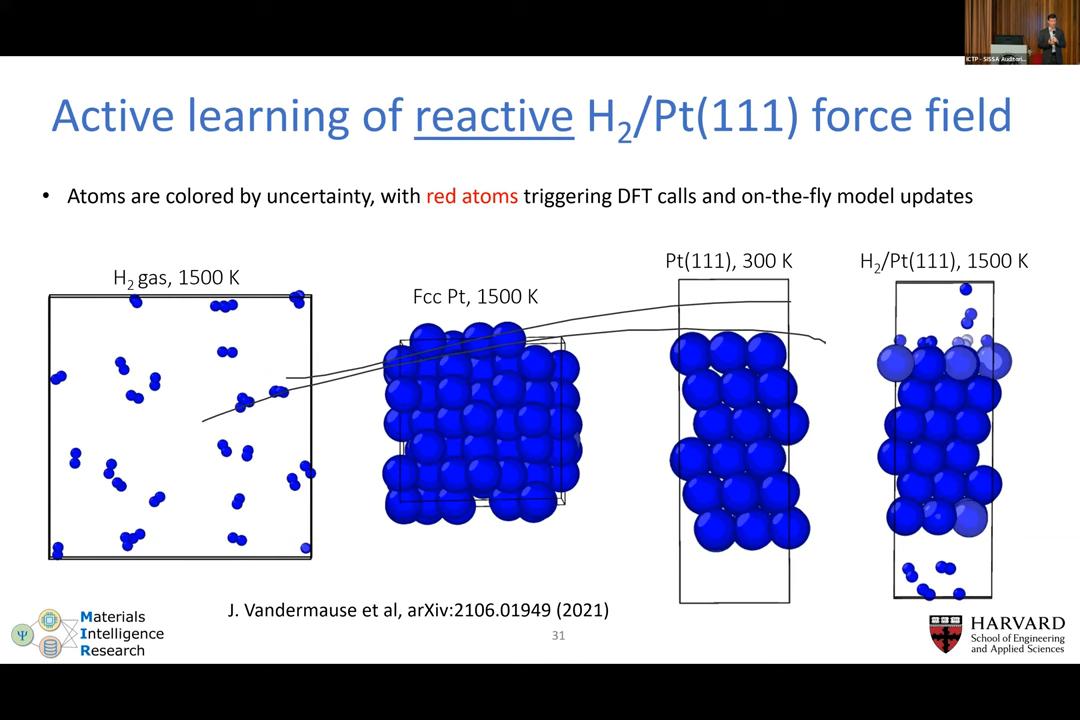 ICTP - SISSA Auditori...
Active learning of reactive H₂/Pt(111) force field
• Atoms are colored by uncertainty, with red atoms triggering DFT calls and on-the-fly model updates
H₂ gas, 1500 K
Fcc Pt, 1500 K
Pt(111), 300 K
H₂/Pt(111), 1500 K
J. Vandermause et al, arXiv:2106.01949 (2021)
31
Ψ
Materials
Intelligence
Research
HARVARD
School of Engineering
and Applied Sciences